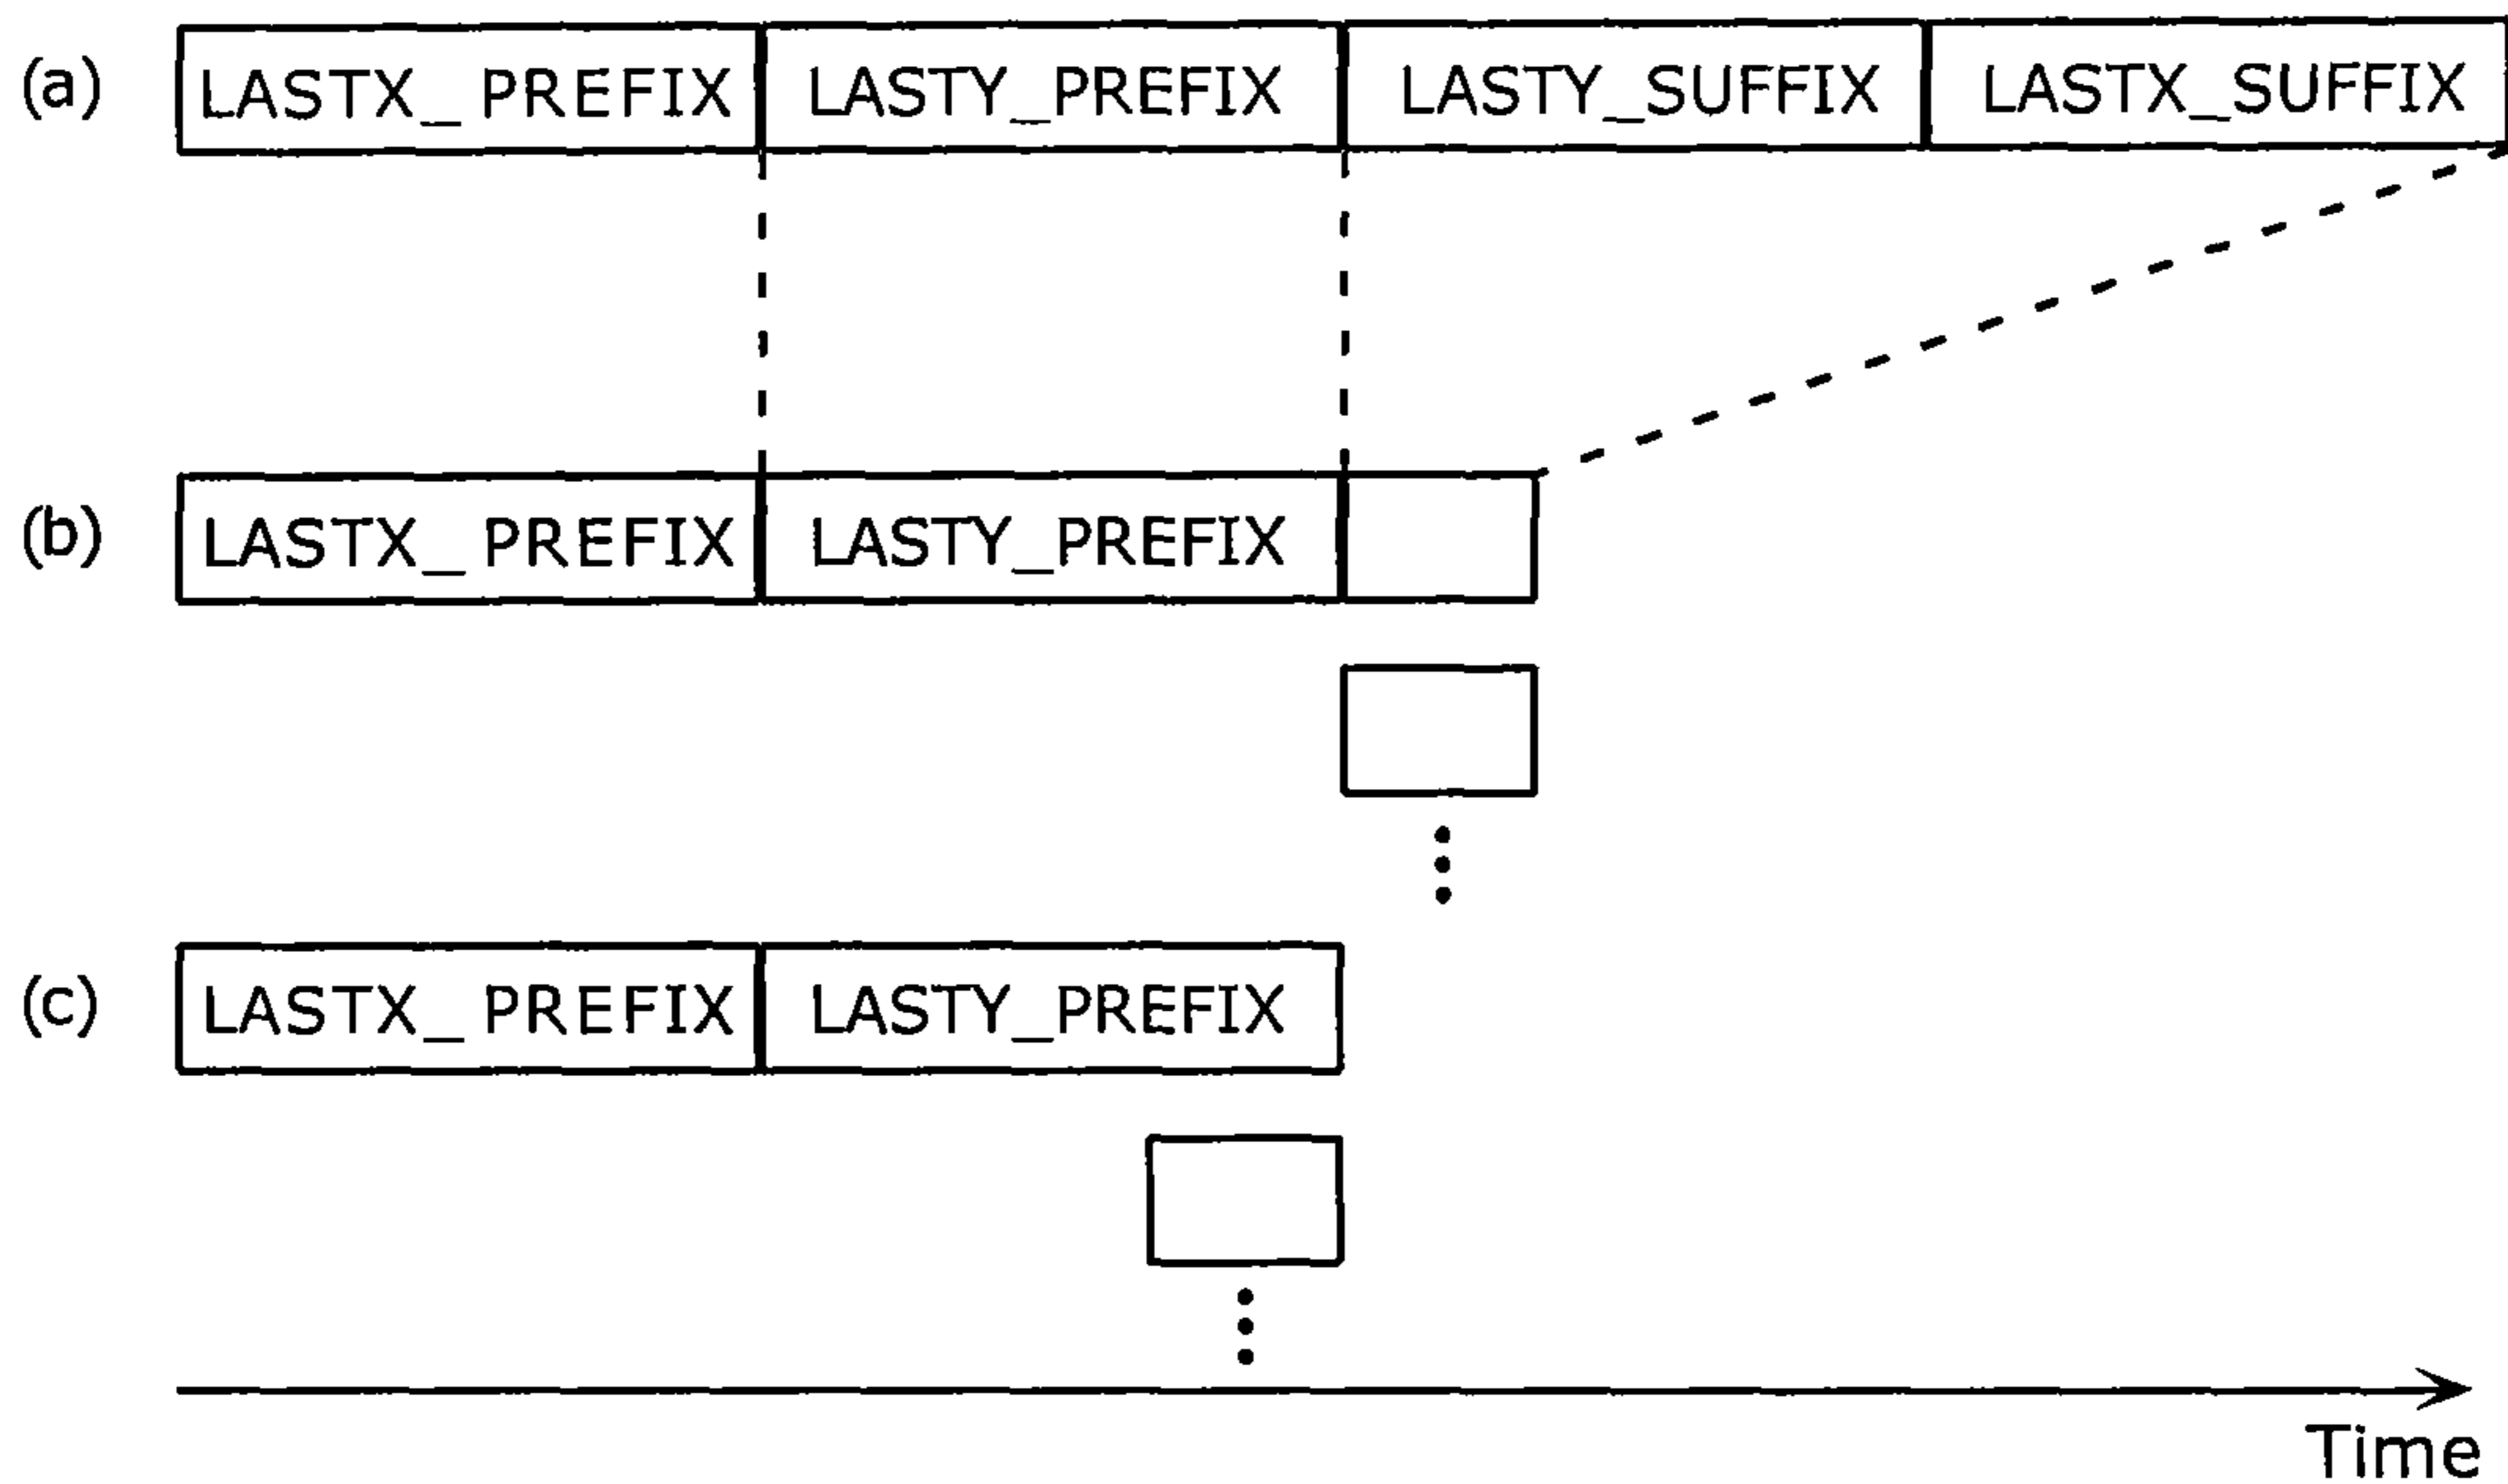 (a) LASTX_ PREFIX LASTY_PREFIX LASTY_SUFFIX LASTX_SUFFIX
(b) LASTX_ PREFIX LASTY_PREFIX
(c) LASTX_ PREFIX LASTY_PREFIX
Time